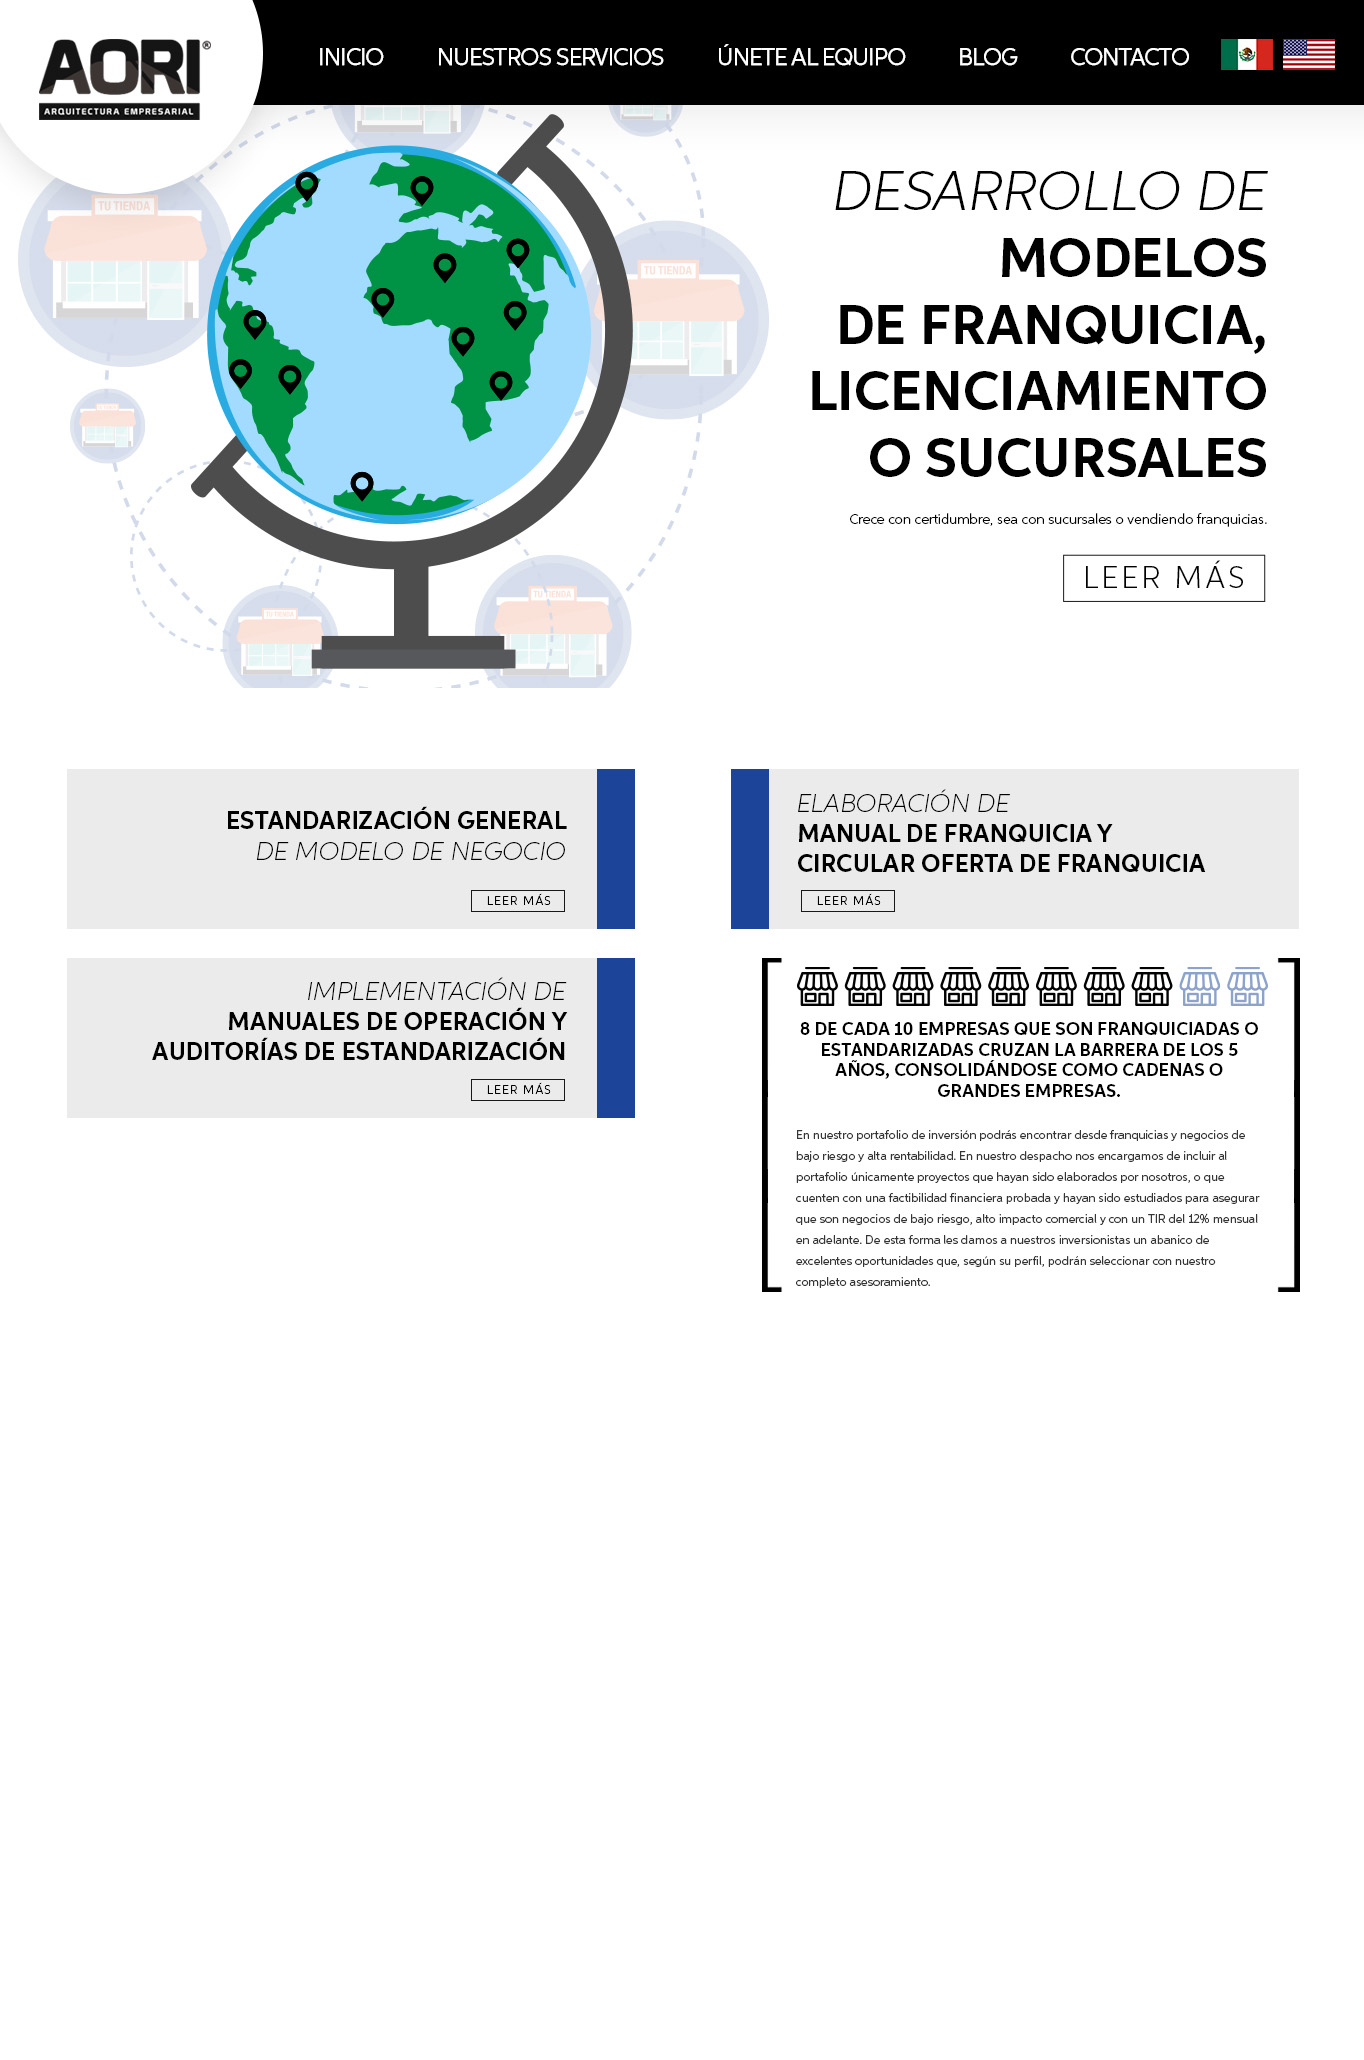 AORI®
ARQUITECTURA EMPRESARIAL
INICIO
NUESTROS SERVICIOS
ÚNETE AL EQUIPO
BLOG
CONTACTO
TU TIENDA
TU TIENDA
TU TIENDA
TU TIENDA
DESARROLLO DE
MODELOS
DE FRANQUICIA,
LICENCIAMIENTO
O SUCURSALES
Crece con certidumbre, sea con sucursales o vendiendo franquicias.
LEER MÁS
ESTANDARIZACIÓN GENERAL
DE MODELO DE NEGOCIO
LEER MÁS
ELABORACIÓN DE
MANUAL DE FRANQUICIA Y
CIRCULAR OFERTA DE FRANQUICIA
LEER MÁS
IMPLEMENTACIÓN DE
MANUALES DE OPERACIÓN Y
AUDITORÍAS DE ESTANDARIZACIÓN
LEER MÁS
8 DE CADA 10 EMPRESAS QUE SON FRANQUICIADAS O
ESTANDARIZADAS CRUZAN LA BARRERA DE LOS 5
AÑOS, CONSOLIDÁNDOSE COMO CADENAS O
GRANDES EMPRESAS.
En nuestro portafolio de inversión podrás encontrar desde franquicias y negocios de
bajo riesgo y alta rentabilidad. En nuestro despacho nos encargamos de incluir al
portafolio únicamente proyectos que hayan sido elaborados por nosotros, o que
cuenten con una factibilidad financiera probada y hayan sido estudiados para asegurar
que son negocios de bajo riesgo, alto impacto comercial y con un TIR del 12% mensual
en adelante. De esta forma les damos a nuestros inversionistas un abanico de
excelentes oportunidades que, según su perfil, podrán seleccionar con nuestro
completo asesoramiento.